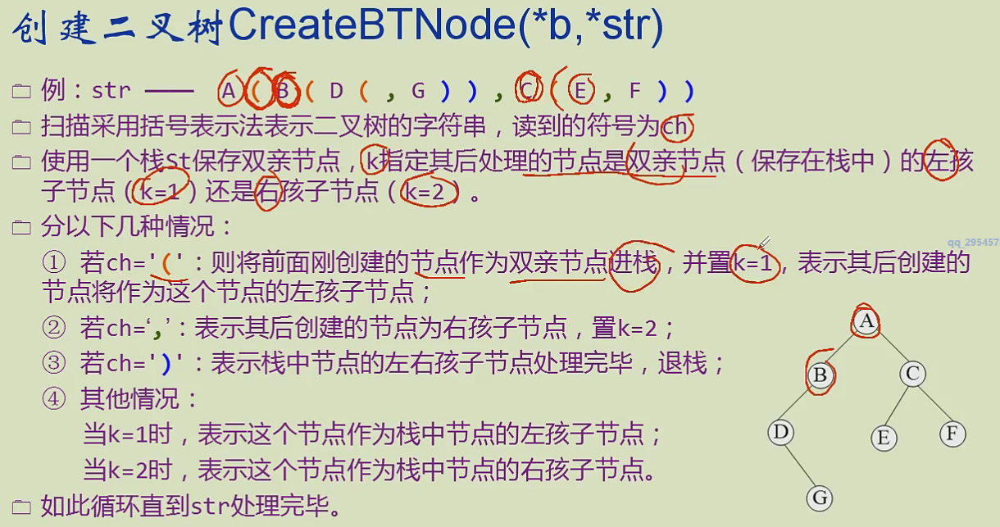 创建二叉树CreateBTNode(*b,*str)
例：str —— A(B(D(,G)),C(E,F))
扫描采用括号表示法表示二叉树的字符串，读到的符号为ch
使用一个栈St保存双亲节点，k指定其后处理的节点是双亲节点（保存在栈中）的左孩
子节点（k=1）还是右孩子节点（k=2）。
分以下几种情况：
① 若ch='('：则将前面刚创建的节点作为双亲节点进栈，并置k=1，表示其后创建的
节点将作为这个节点的左孩子节点；
② 若ch=‘,’：表示其后创建的节点为右孩子节点，置k=2；
③ 若ch=')'：表示栈中节点的左右孩子节点处理完毕，退栈；
④ 其他情况：
当k=1时，表示这个节点作为栈中节点的左孩子节点；
当k=2时，表示这个节点作为栈中节点的右孩子节点。
如此循环直到str处理完毕。
qq_295457
A
B C
D E F
G